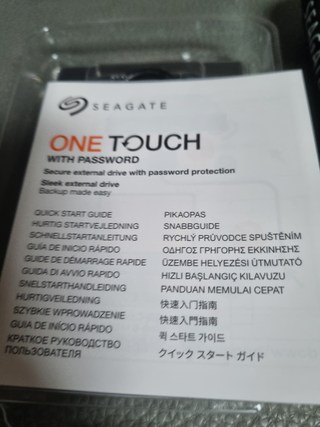 SEAGATE
ONE TOUCH
WITH PASSWORD
Secure external drive with password protection
Sleek external drive
Backup made easy
QUICK START GUIDE
HURTIG STARTVEJLEDNING
SCHNELLSTARTANLEITUNG
GUÍA DE INICIO RÁPIDO
GUIDE DE DÉMARRAGE RAPIDE
GUIDA DI AVVIO RAPIDO
SNELSTARTHANDLEIDING
HURTIGVEILEDNING
SZYBKIE WPROWADZENIE
GUIA DE INÍCIO RÁPIDO
КРАТКОЕ РУКОВОДСТВО
ПОЛЬЗОВАТЕЛЯ
PIKAOPAS
SNABBGUIDE
RYCHLÝ PRŮVODCE SPUŠTĚNÍM
ΟΔΗΓΟΣ ΓΡΗΓΟΡΗΣ ΕΚΚΙΝΗΣΗΣ
ÜZEMBE HELYEZÉSI ÚTMUTATÓ
HIZLI BAŞLANGIÇ KILAVUZU
PANDUAN MEMULAI CEPAT
快速入门指南
快速入門指南
퀵 스타트 가이드
クイック スタート ガイド